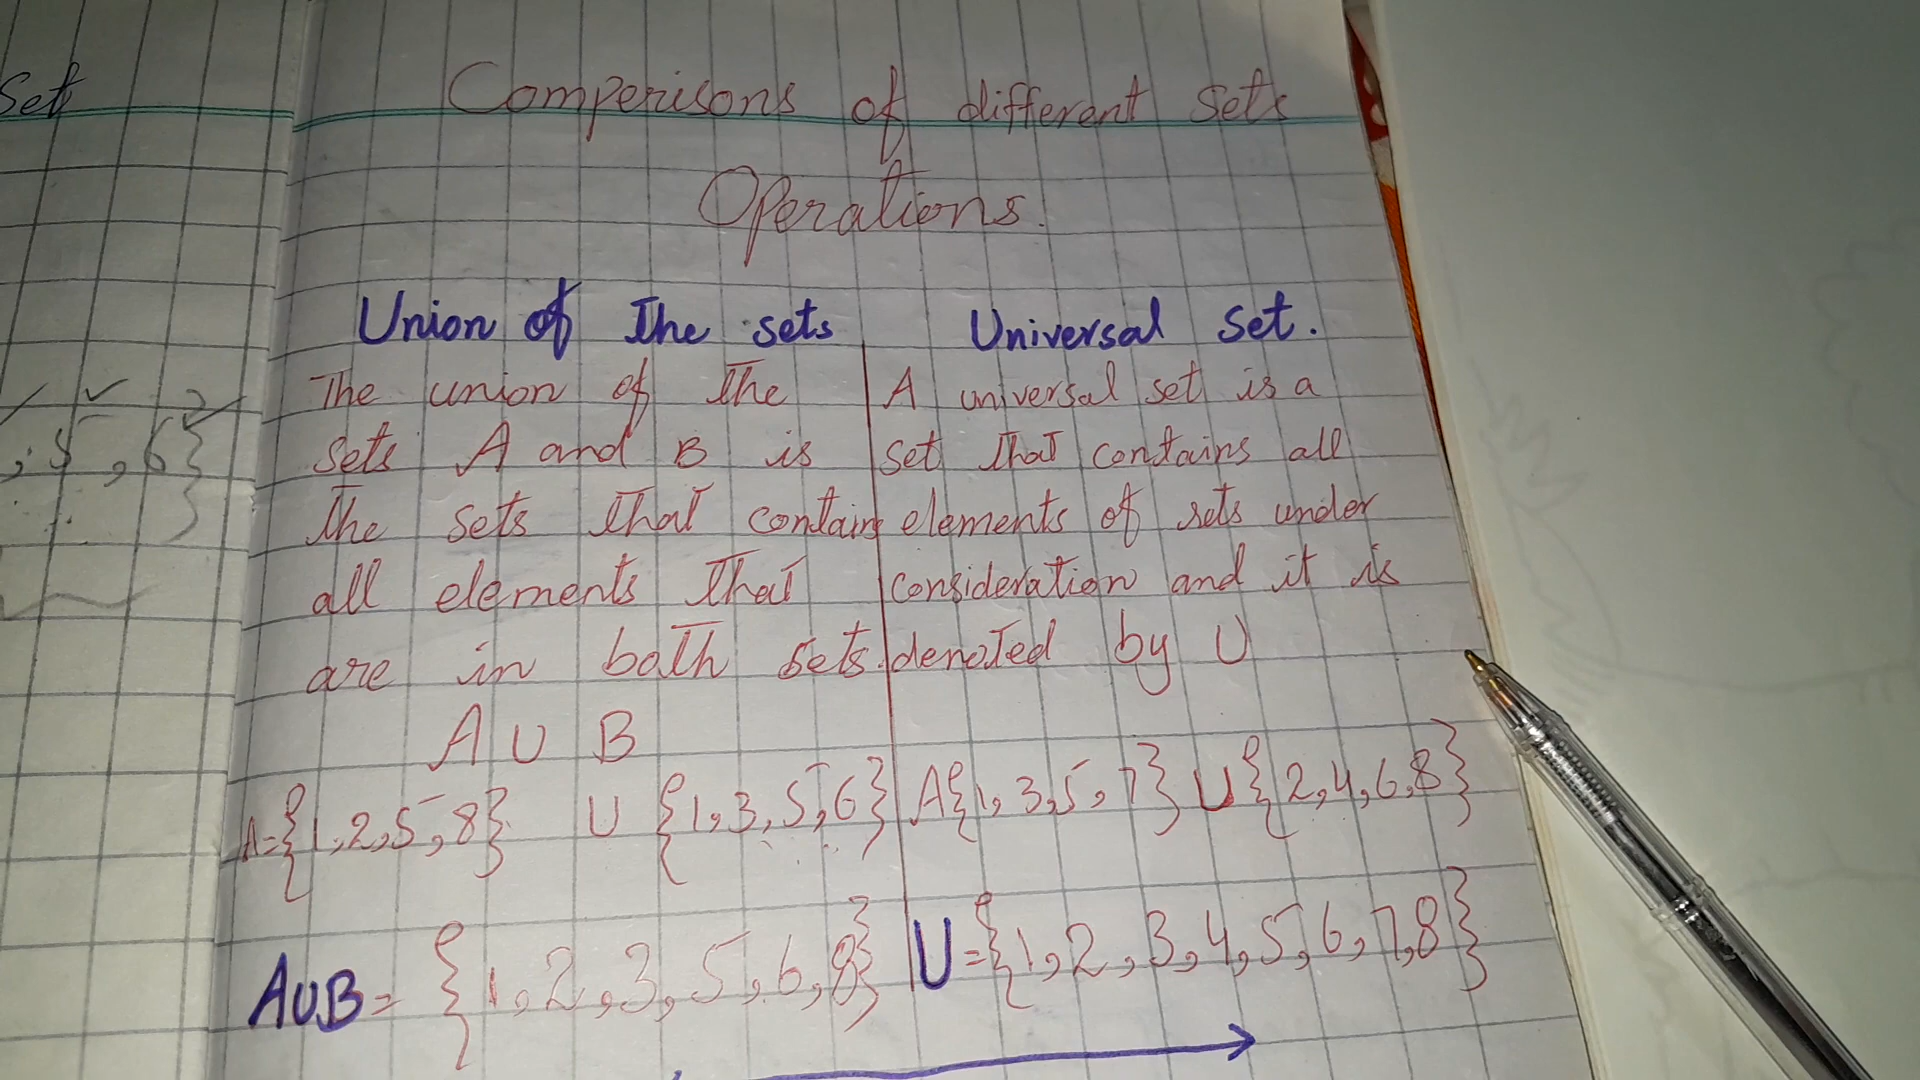 Set
Comperisons of different Sets
Operations.
Union of The sets
The union of The
sets A and B is
the sets that contains
all elements that
are in both sets.
A U B
A={1,2,5,8} U {1,3,5,6}
AUB= {1,2,3,5,6,8}
Universal Set.
A universal set is a
set that contains all
elements of sets under
consideration and it is
denoted by U
A{1,3,5,7} U {2,4,6,8}
U={1,2,3,4,5,6,7,8}
,5,6}